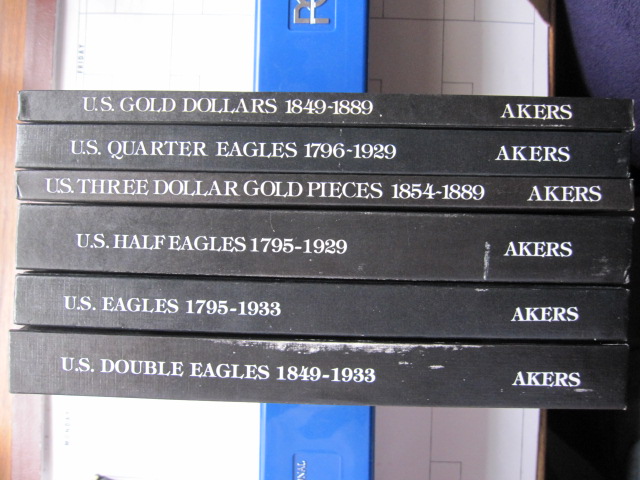 FRIDAY
U.S. GOLD DOLLARS 1849-1889 AKERS
U.S. QUARTER EAGLES 1796-1929 AKERS
U.S. THREE DOLLAR GOLD PIECES 1854-1889 AKERS
U.S. HALF EAGLES 1795-1929 AKERS
U.S. EAGLES 1795-1933 AKERS
U.S. DOUBLE EAGLES 1849-1933 AKERS